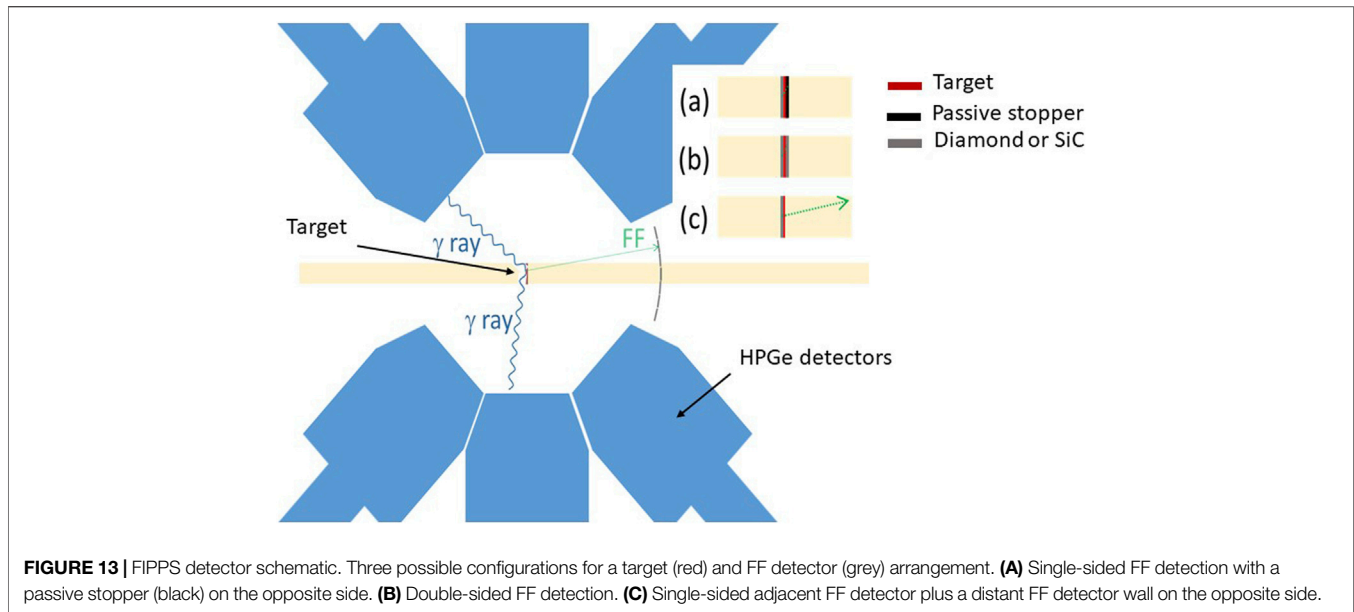 (a)
(b)
(c)
Target
Passive stopper
Diamond or SiC
Target
γ ray
FF
γ ray
HPGe detectors
FIGURE 13 | FIPPS detector schematic. Three possible configurations for a target (red) and FF detector (grey) arrangement. (A) Single-sided FF detection with a
passive stopper (black) on the opposite side. (B) Double-sided FF detection. (C) Single-sided adjacent FF detector plus a distant FF detector wall on the opposite side.